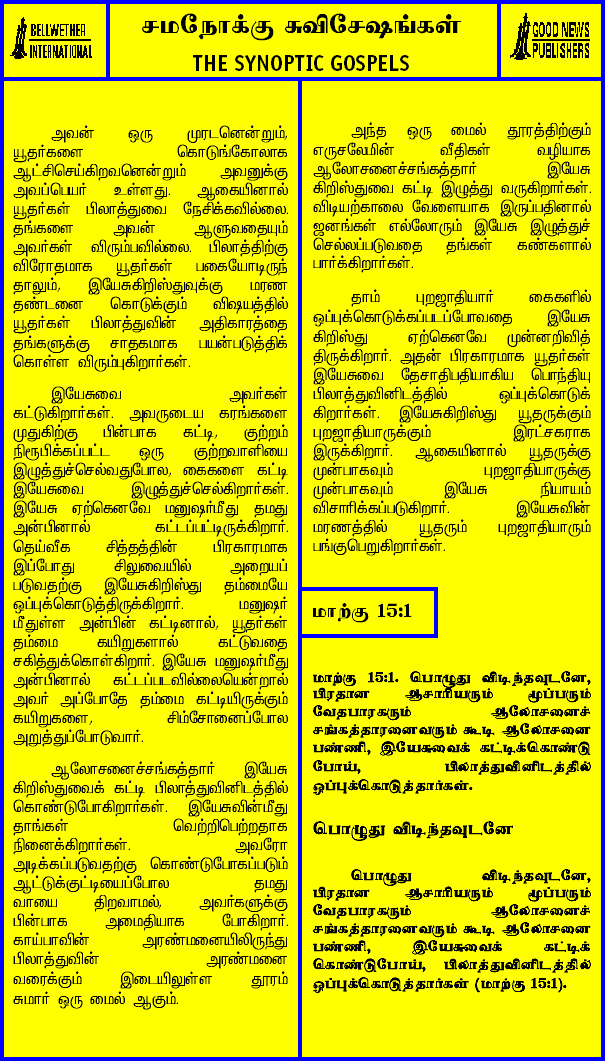 BELLWETHER
INTERNATIONAL
சமநோக்கு சுவிசேஷங்கள்
THE SYNOPTIC GOSPELS
GOOD NEWS
PUBLISHERS
அவன் ஒரு முரடனென்றும்,
யூதர்களை கொடுங்கோலாக
ஆட்சிசெய்கிறவனென்றும் அவனுக்கு
அவப்பெயர் உள்ளது. ஆகையினால்
யூதர்கள் பிலாத்துவை நேசிக்கவில்லை.
தங்களை அவன் ஆளுவதையும்
அவர்கள் விரும்பவில்லை. பிலாத்திற்கு
விரோதமாக யூதர்கள் பகையோடிருந்
தாலும், இயேசுகிறிஸ்துவுக்கு மரண
தண்டனை கொடுக்கும் விஷயத்தில்
யூதர்கள் பிலாத்துவின் அதிகாரத்தை
தங்களுக்கு சாதகமாக பயன்படுத்திக்
கொள்ள விரும்புகிறார்கள்.
இயேசுவை அவர்கள்
கட்டுகிறார்கள். அவருடைய கரங்களை
முதுகிற்கு பின்பாக கட்டி, குற்றம்
நிரூபிக்கப்பட்ட ஒரு குற்றவாளியை
இழுத்துச்செல்வதுபோல, கைகளை கட்டி
இயேசுவை இழுத்துச்செல்கிறார்கள்.
இயேசு ஏற்கெனவே மனுஷர்மீது தமது
அன்பினால் கட்டப்பட்டிருக்கிறார்.
தெய்வீக சித்தத்தின் பிரகாரமாக
இப்போது சிலுவையில் அறையப்
படுவதற்கு இயேசுகிறிஸ்து தம்மையே
ஒப்புக்கொடுத்திருக்கிறார். மனுஷர்
மீதுள்ள அன்பின் கட்டினால், யூதர்கள்
தம்மை கயிறுகளால் கட்டுவதை
சகித்துக்கொள்கிறார். இயேசு மனுஷர்மீது
அன்பினால் கட்டப்படவில்லையென்றால்
அவர் அப்போதே தம்மை கட்டியிருக்கும்
கயிறுகளை, சிம்சோனைப்போல
அறுத்துப்போடுவார்.
ஆலோசனைச்சங்கத்தார் இயேசு
கிறிஸ்துவைக் கட்டி பிலாத்துவினிடத்தில்
கொண்டுபோகிறார்கள். இயேசுவின்மீது
தாங்கள் வெற்றிபெற்றதாக
நினைக்கிறார்கள். அவரோ
அடிக்கப்படுவதற்கு கொண்டுபோகப்படும்
ஆட்டுக்குட்டியைப்போல தமது
வாயை திறவாமல், அவர்களுக்கு
பின்பாக அமைதியாக போகிறார்.
காய்பாவின் அரண்மனையிலிருந்து
பிலாத்துவின் அரண்மனை
வரைக்கும் இடையிலுள்ள தூரம்
சுமார் ஒரு மைல் ஆகும்.
அந்த ஒரு மைல் தூரத்திற்கும்
எருசலேமின் வீதிகள் வழியாக
ஆலோசனைச்சங்கத்தார் இயேசு
கிறிஸ்துவை கட்டி இழுத்து வருகிறார்கள்.
விடியற்காலை வேளையாக இருப்பதினால்
ஜனங்கள் எல்லோரும் இயேசு இழுத்துச்
செல்லப்படுவதை தங்கள் கண்களால்
பார்க்கிறார்கள்.
தாம் புறஜாதியார் கைகளில்
ஒப்புக்கொடுக்கப்படப்போவதை இயேசு
கிறிஸ்து ஏற்கெனவே முன்னறிவித்
திருக்கிறார். அதன் பிரகாரமாக யூதர்கள்
இயேசுவை தேசாதிபதியாகிய பொந்தியு
பிலாத்துவினிடத்தில் ஒப்புக்கொடுக்
கிறார்கள். இயேசுகிறிஸ்து யூதருக்கும்
புறஜாதியாருக்கும் இரட்சகராக
இருக்கிறார். ஆகையினால் யூதருக்கு
முன்பாகவும் புறஜாதியாருக்கு
முன்பாகவும் இயேசு நியாயம்
விசாரிக்கப்படுகிறார். இயேசுவின்
மரணத்தில் யூதரும் புறஜாதியாரும்
பங்குபெறுகிறார்கள்.
மாற்கு 15:1
மாற்கு 15:1. பொழுது விடிந்தவுடனே,
பிரதான ஆசாரியரும் மூப்பரும்
வேதபாரகரும் ஆலோசனைச்
சங்கத்தாரனைவரும் கூடி ஆலோசனை
பண்ணி, இயேசுவைக் கட்டிக்கொண்டு
போய், பிலாத்துவினிடத்தில்
ஒப்புக்கொடுத்தார்கள்.
பொழுது விடிந்தவுடனே
பொழுது விடிந்தவுடனே,
பிரதான ஆசாரியரும் மூப்பரும்
வேதபாரகரும் ஆலோசனைச்
சங்கத்தாரனைவரும் கூடி ஆலோசனை
பண்ணி, இயேசுவைக் கட்டிக்
கொண்டுபோய், பிலாத்துவினிடத்தில்
ஒப்புக்கொடுத்தார்கள் (மாற்கு 15:1).